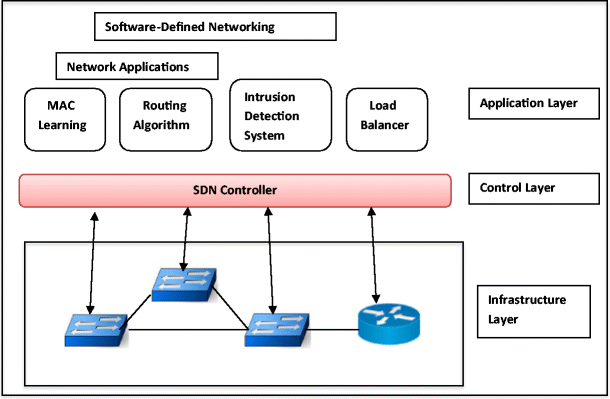 Software-Defined Networking
Network Applications
MAC
Learning
Routing
Algorithm
Intrusion
Detection
System
Load
Balancer
Application Layer
SDN Controller
Control Layer
Infrastructure
Layer